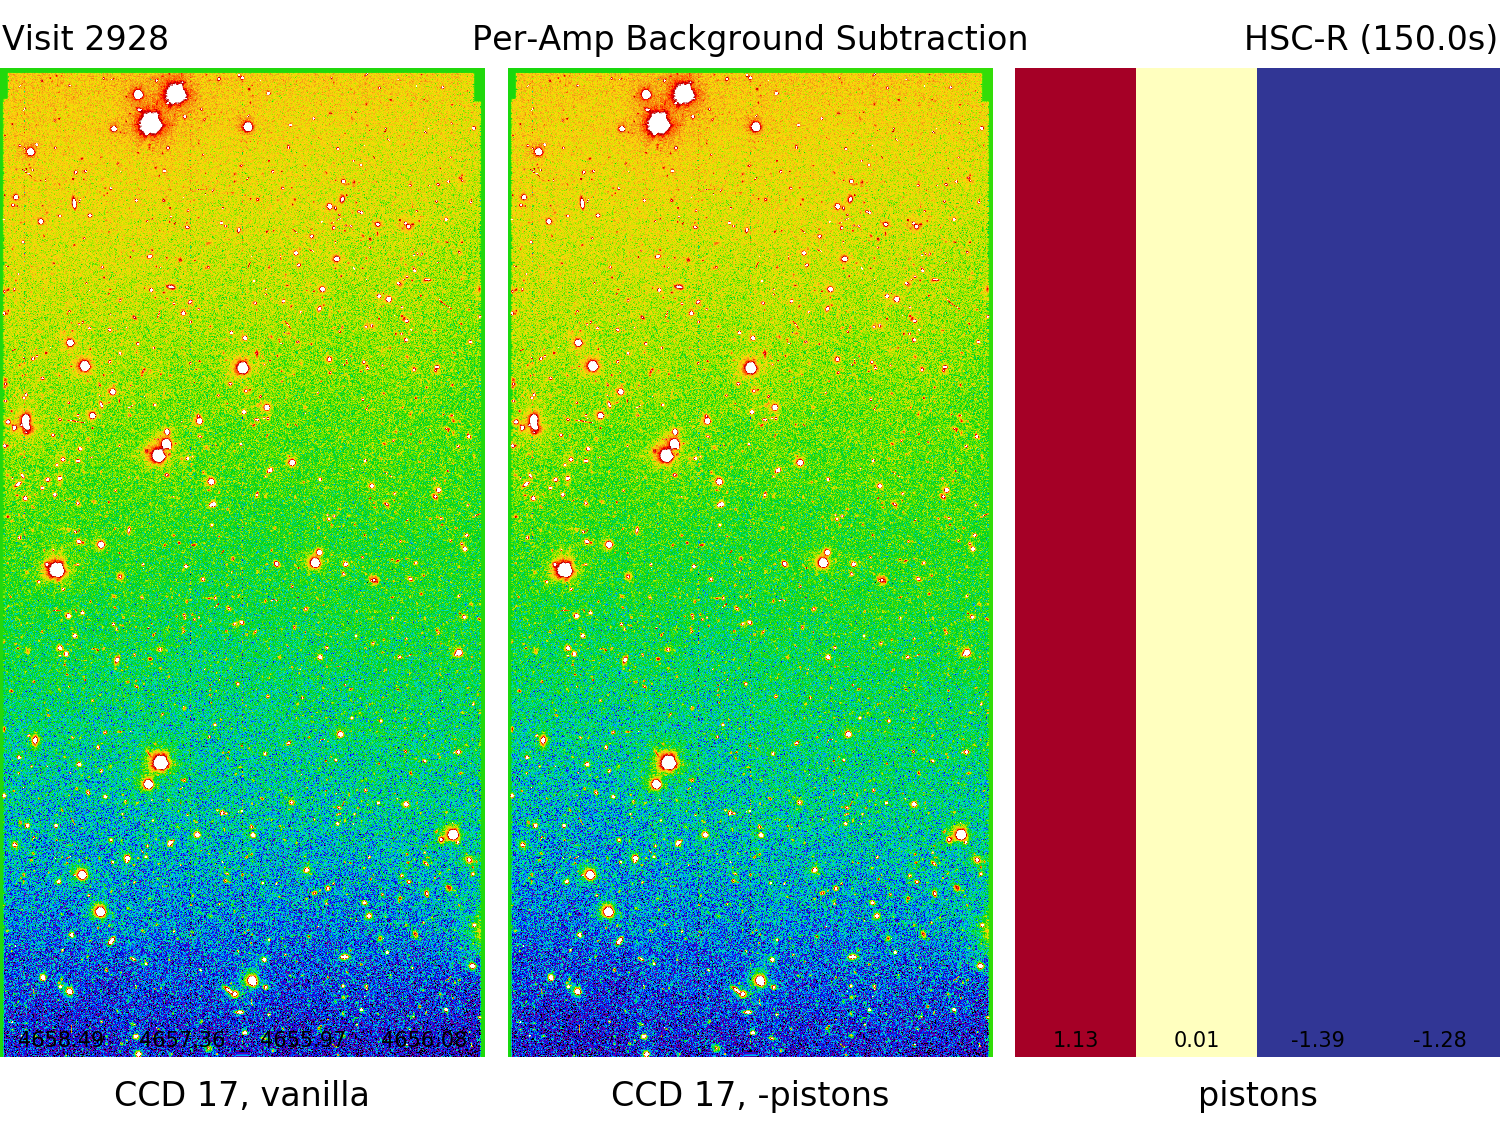 Visit 2928 Per-Amp Background Subtraction HSC-R (150.0s)
4658.49 4657.36 4655.97 4656.08 1.13 0.01 -1.39 -1.28
CCD 17, vanilla CCD 17, -pistons pistons